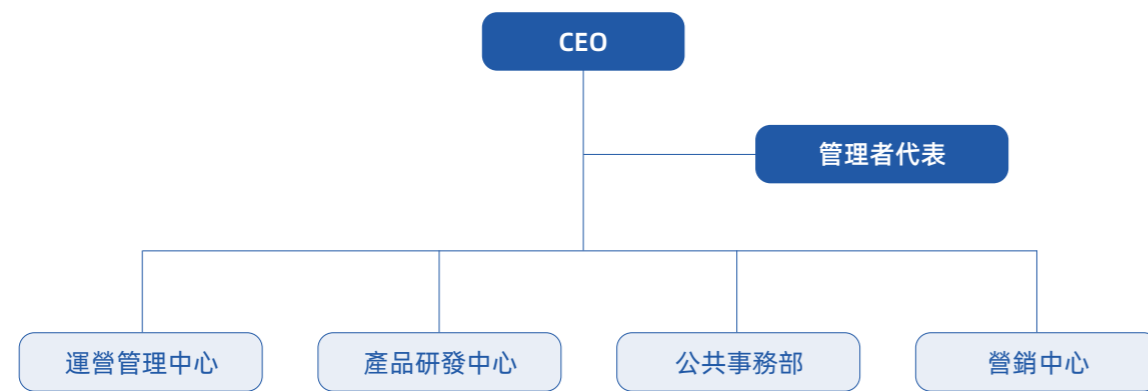 CEO
管理者代表
運營管理中心
產品研發中心
公共事務部
營銷中心